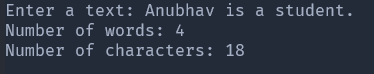 Enter a text: Anubhav is a student.
Number of words: 4
Number of characters: 18